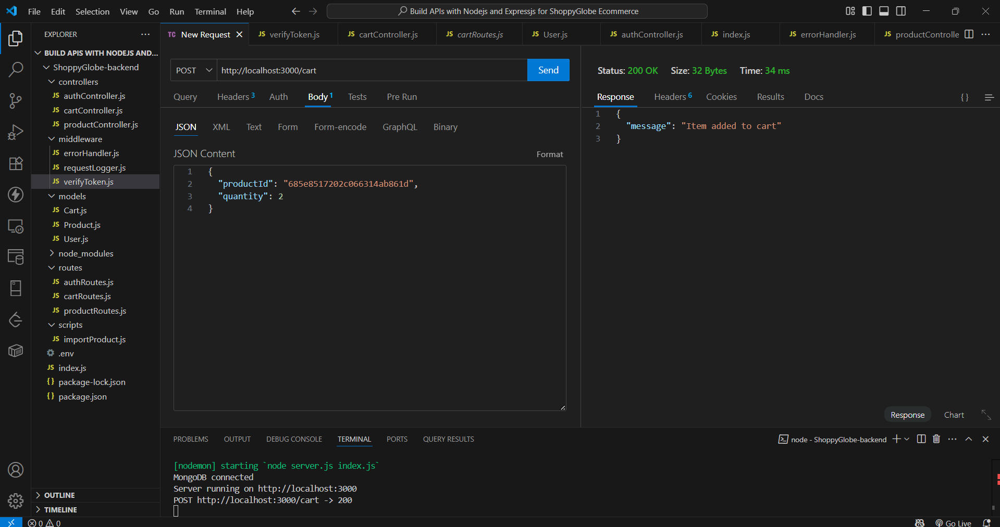 File Edit Selection View Go Run Terminal Help
Build APIs with Nodejs and Expressjs for ShoppyGlobe Ecommerce
EXPLORER
BUILD APIS WITH NODEJS AND...
ShoppyGlobe-backend
controllers
JS authController.js
JS cartController.js
JS productController.js
middleware
JS errorHandler.js
JS requestLogger.js
JS verifyToken.js
models
JS Cart.js
JS Product.js
JS User.js
node_modules
routes
JS authRoutes.js
JS cartRoutes.js
JS productRoutes.js
scripts
JS importProduct.js
.env
JS index.js
{} package-lock.json
{} package.json
OUTLINE
TIMELINE
TC New Request
JS verifyToken.js
JS cartController.js
JS cartRoutes.js
JS User.js
JS authController.js
JS index.js
JS errorHandler.js
JS productControlle
POST http://localhost:3000/cart Send
Query Headers 3 Auth Body 1 Tests Pre Run
JSON XML Text Form Form-encode GraphQL Binary
JSON Content Format
1 {
2 "productId": "685e8517202c066314ab861d",
3 "quantity": 2
4 }
Status: 200 OK Size: 32 Bytes Time: 34 ms
Response Headers 6 Cookies Results Docs {}
1 {
2 "message": "Item added to cart"
3 }
Response Chart
PROBLEMS OUTPUT DEBUG CONSOLE TERMINAL PORTS QUERY RESULTS
node - ShoppyGlobe-backend
[nodemon] starting `node server.js index.js`
MongoDB connected
Server running on http://localhost:3000
POST http://localhost:3000/cart -> 200
0 0
Go Live